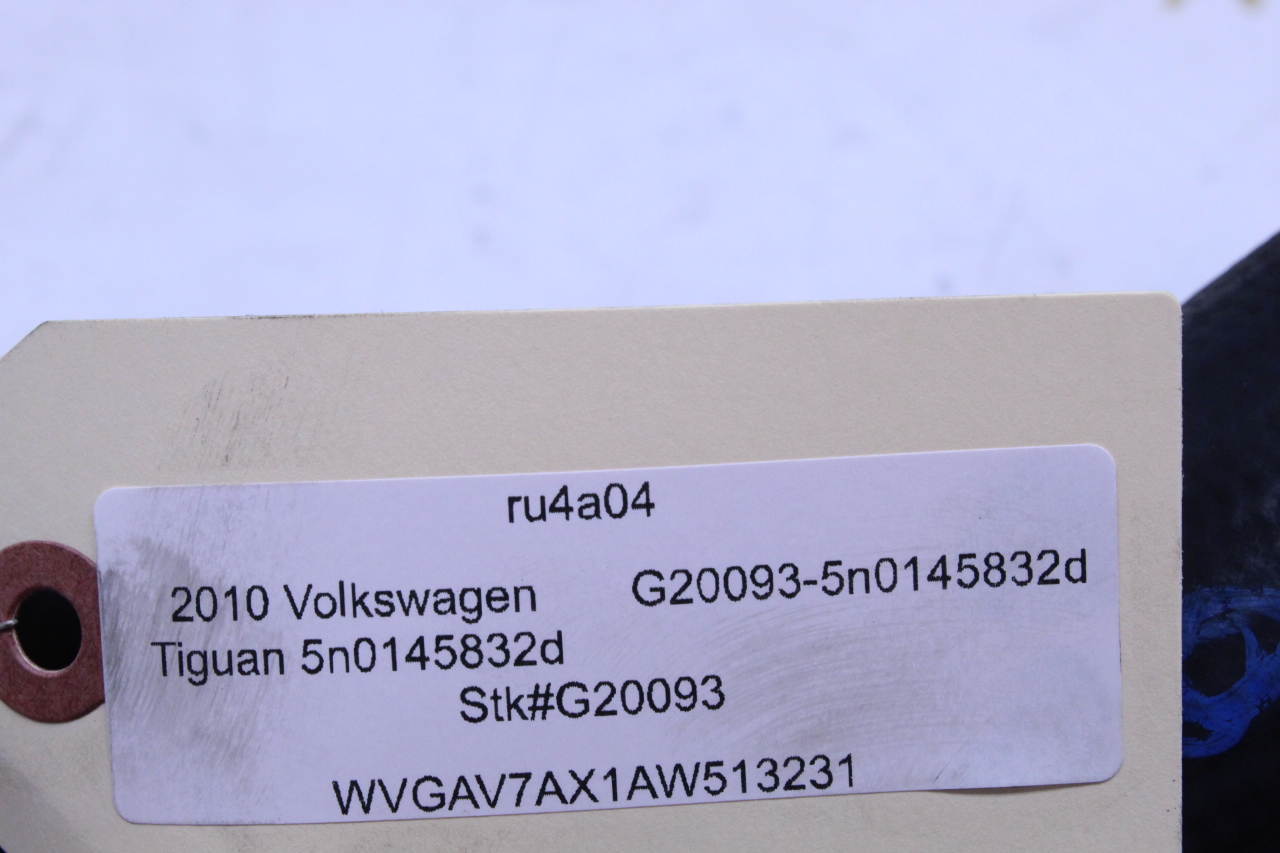 ru4a04
2010 Volkswagen G20093-5n0145832d
Tiguan 5n0145832d
Stk#G20093
WVGAV7AX1AW513231